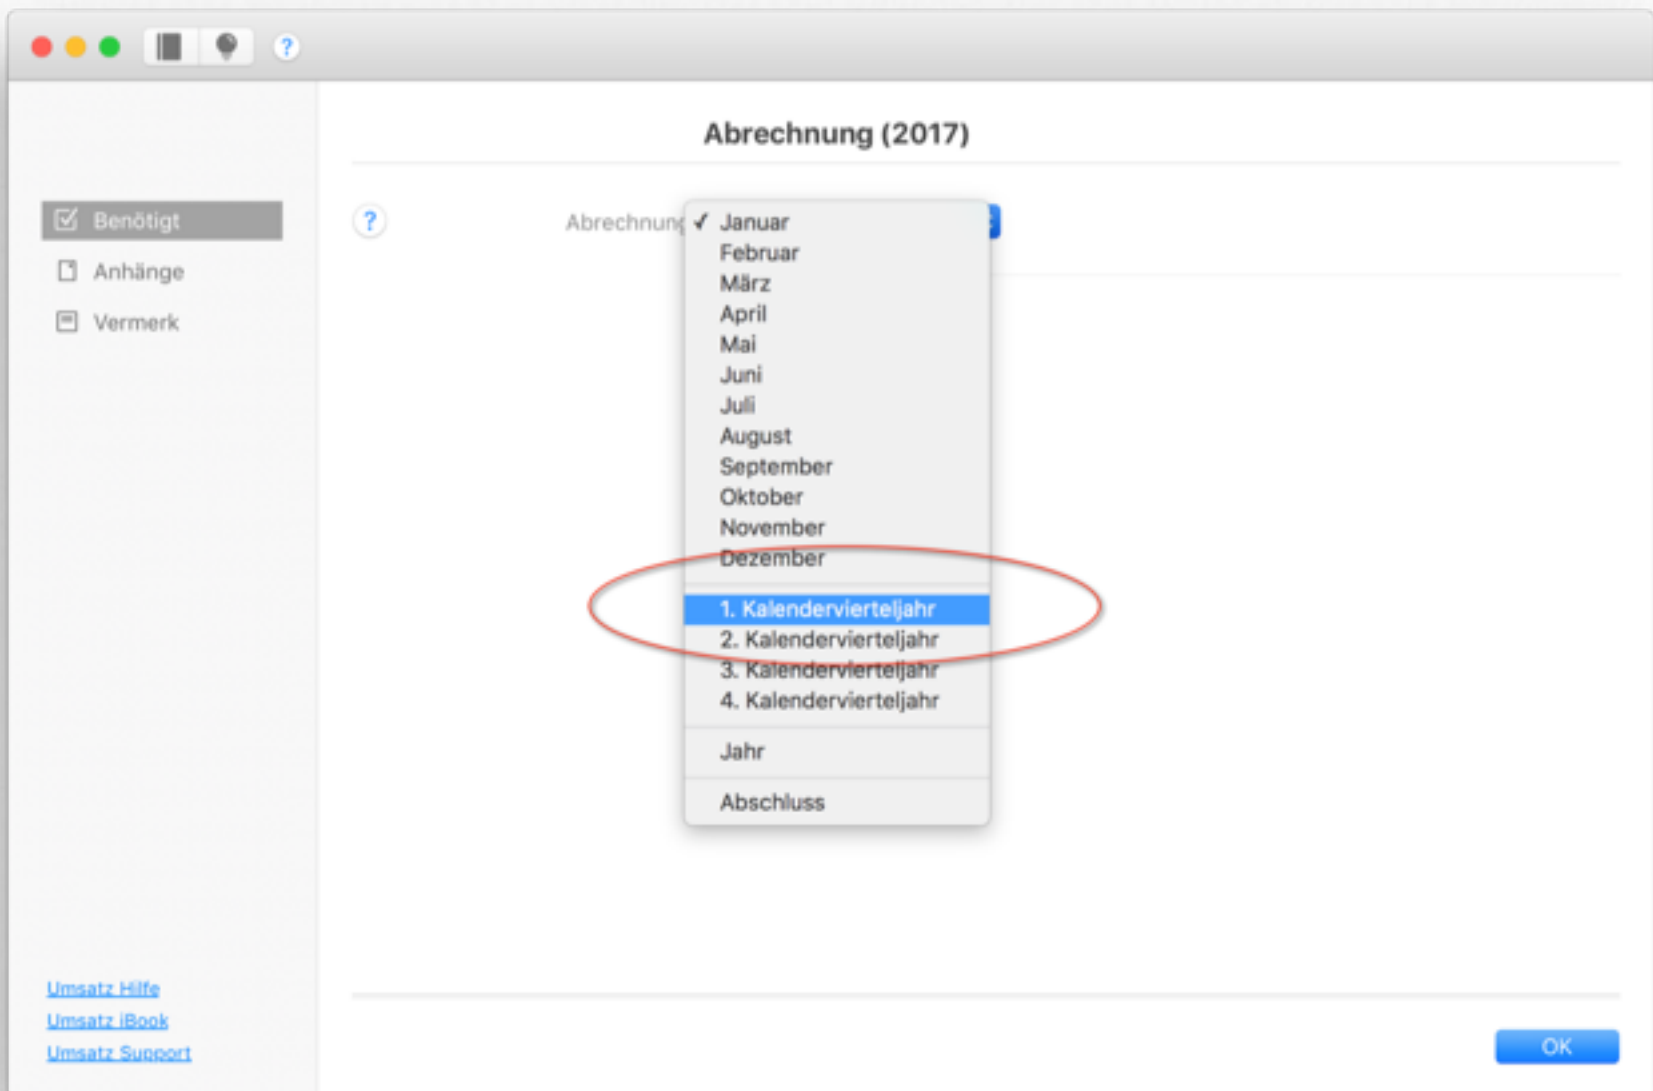 ?
Abrechnung (2017)
Benötigt
Anhänge
Vermerk
?
Abrechnung
✓ Januar
Februar
März
April
Mai
Juni
Juli
August
September
Oktober
November
Dezember
1. Kalendervierteljahr
2. Kalendervierteljahr
3. Kalendervierteljahr
4. Kalendervierteljahr
Jahr
Abschluss
Umsatz Hilfe
Umsatz iBook
Umsatz Support
OK